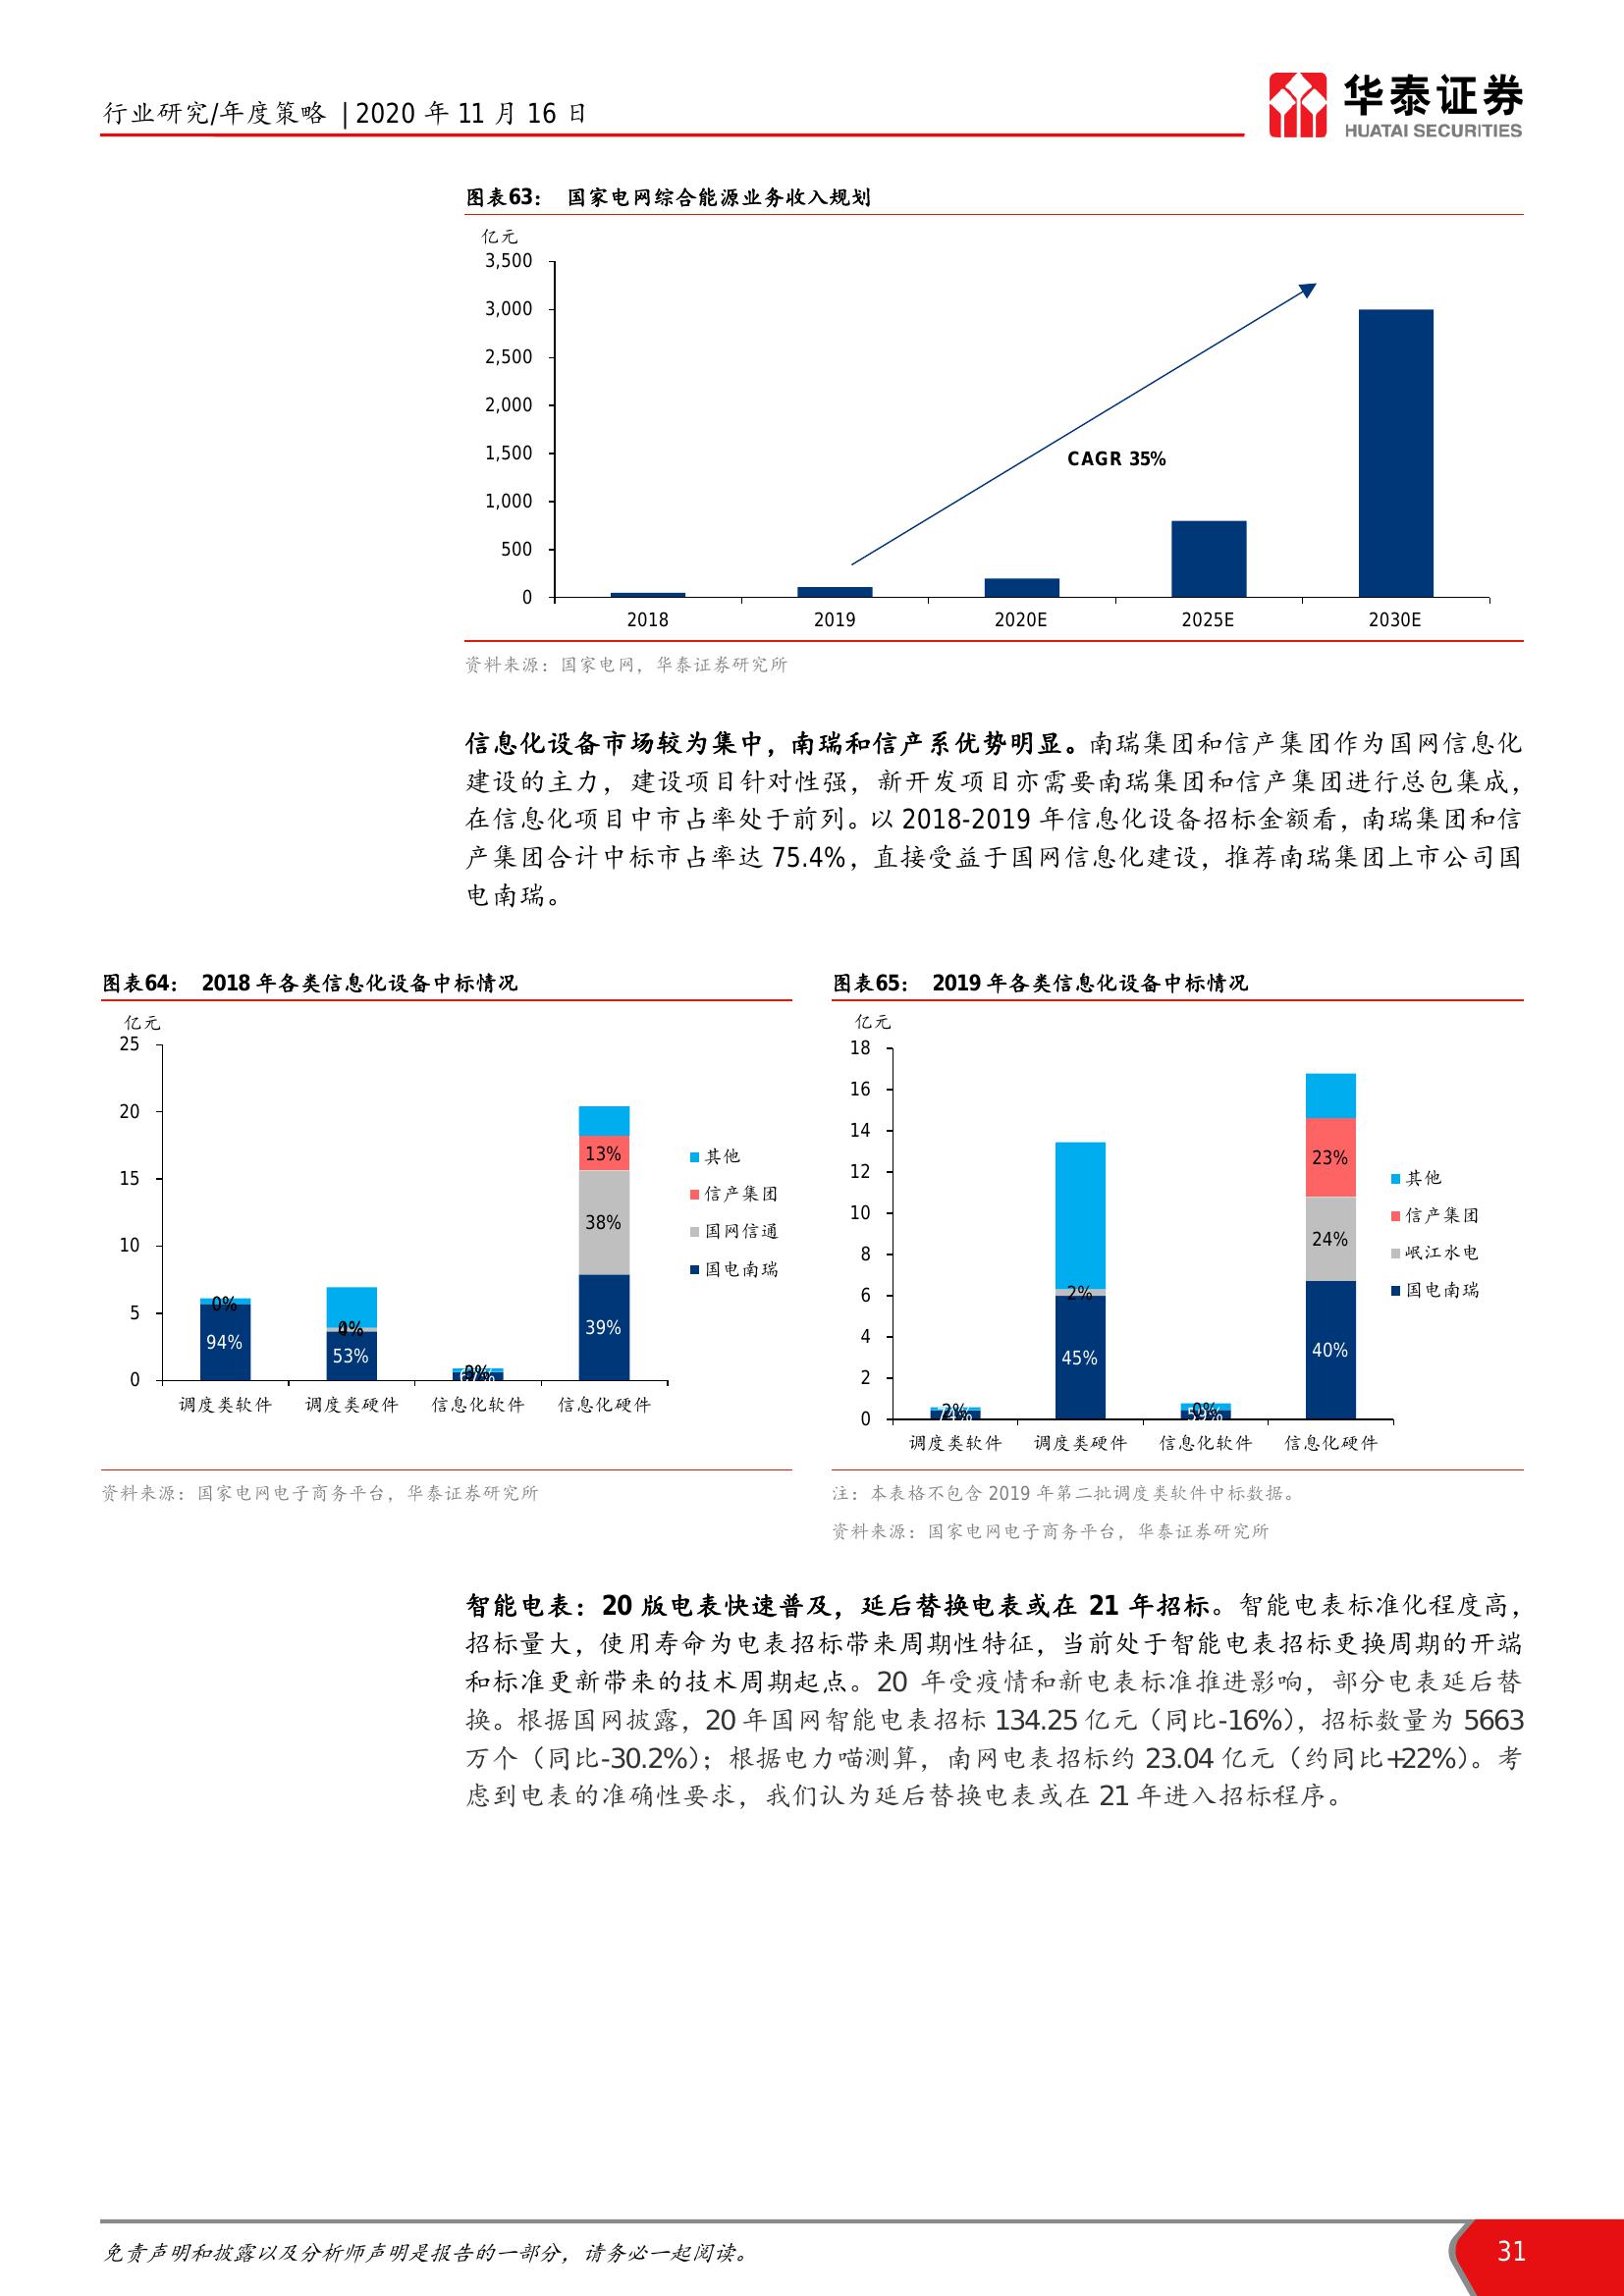 行业研究/年度策略 | 2020 年 11 月 16 日
华泰证券
HUATAI SECURITIES
图表63： 国家电网综合能源业务收入规划
亿元
3,500
3,000
2,500
2,000
1,500
1,000
500
0
CAGR 35%
2018 2019 2020E 2025E 2030E
资料来源：国家电网，华泰证券研究所
信息化设备市场较为集中，南瑞和信产系优势明显。南瑞集团和信产集团作为国网信息化
建设的主力，建设项目针对性强，新开发项目亦需要南瑞集团和信产集团进行总包集成，
在信息化项目中市占率处于前列。以 2018-2019 年信息化设备招标金额看，南瑞集团和信
产集团合计中标市占率达 75.4%，直接受益于国网信息化建设，推荐南瑞集团上市公司国
电南瑞。
图表64： 2018 年各类信息化设备中标情况
亿元
25
20
15
10
5
0
0%
94%
53%
13%
38%
39%
调度类软件 调度类硬件 信息化软件 信息化硬件
其他
信产集团
国网信通
国电南瑞
资料来源：国家电网电子商务平台，华泰证券研究所
图表65： 2019 年各类信息化设备中标情况
亿元
18
16
14
12
10
8
6
4
2
0
2%
2%
45%
0%
23%
24%
40%
调度类软件 调度类硬件 信息化软件 信息化硬件
其他
信产集团
岷江水电
国电南瑞
注：本表格不包含 2019 年第二批调度类软件中标数据。
资料来源：国家电网电子商务平台，华泰证券研究所
智能电表：20 版电表快速普及，延后替换电表或在 21 年招标。智能电表标准化程度高，
招标量大，使用寿命为电表招标带来周期性特征，当前处于智能电表招标更换周期的开端
和标准更新带来的技术周期起点。20 年受疫情和新电表标准推进影响，部分电表延后替
换。根据国网披露，20 年国网智能电表招标 134.25 亿元（同比-16%），招标数量为 5663
万个（同比-30.2%）；根据电力喵测算，南网电表招标约 23.04 亿元（约同比+22%）。考
虑到电表的准确性要求，我们认为延后替换电表或在 21 年进入招标程序。
免责声明和披露以及分析师声明是报告的一部分，请务必一起阅读。
31